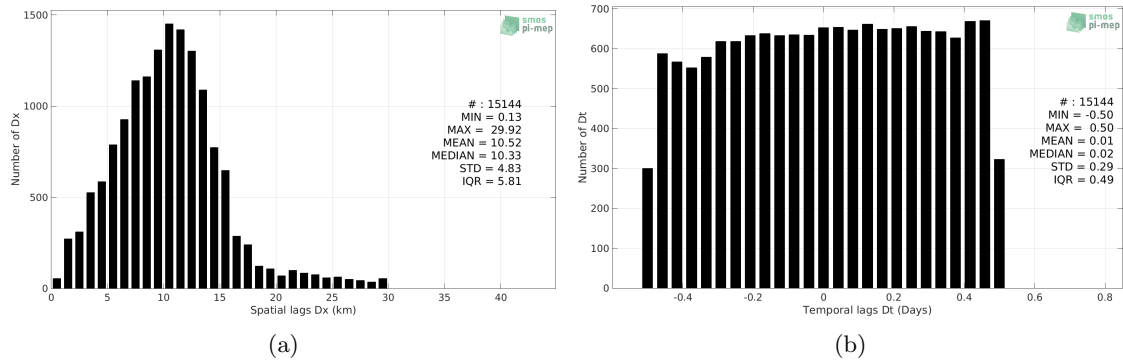 1500
1000
500
0
Number of Dx
0
5
10
15
20
25
30
35
40
Spatial lags Dx (km)
smos
pi-mep
# : 15144
MIN = 0.13
MAX = 29.92
MEAN = 10.52
MEDIAN = 10.33
STD = 4.83
IQR = 5.81
(a)
700
600
500
400
300
200
100
0
Number of Dt
-0.4
-0.2
0
0.2
0.4
0.6
0.8
Temporal lags Dt (Days)
smos
pi-mep
# : 15144
MIN = -0.50
MAX = 0.50
MEAN = 0.01
MEDIAN = 0.02
STD = 0.29
IQR = 0.49
(b)